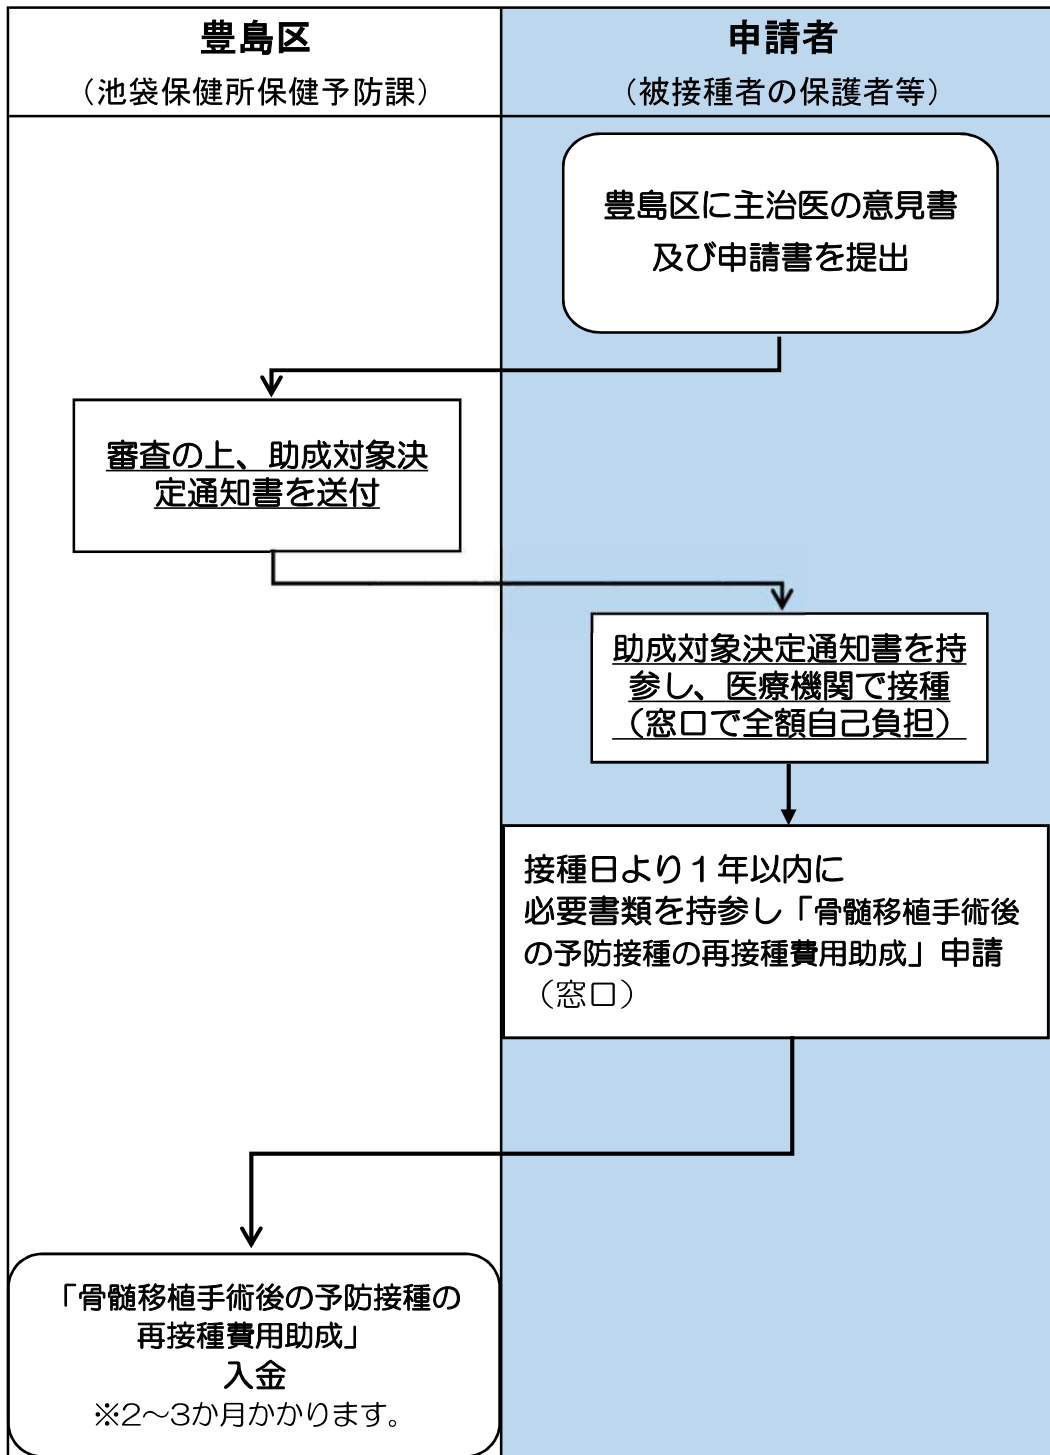 豊島区
（池袋保健所保健予防課）
申請者
（被接種者の保護者等）
豊島区に主治医の意見書
及び申請書を提出
審査の上、助成対象決
定通知書を送付
助成対象決定通知書を持
参し、医療機関で接種
（窓口で全額自己負担）
接種日より１年以内に
必要書類を持参し「骨髄移植手術後
の予防接種の再接種費用助成」申請
（窓口）
「骨髄移植手術後の予防接種の
再接種費用助成」
入金
※2～3か月かかります。